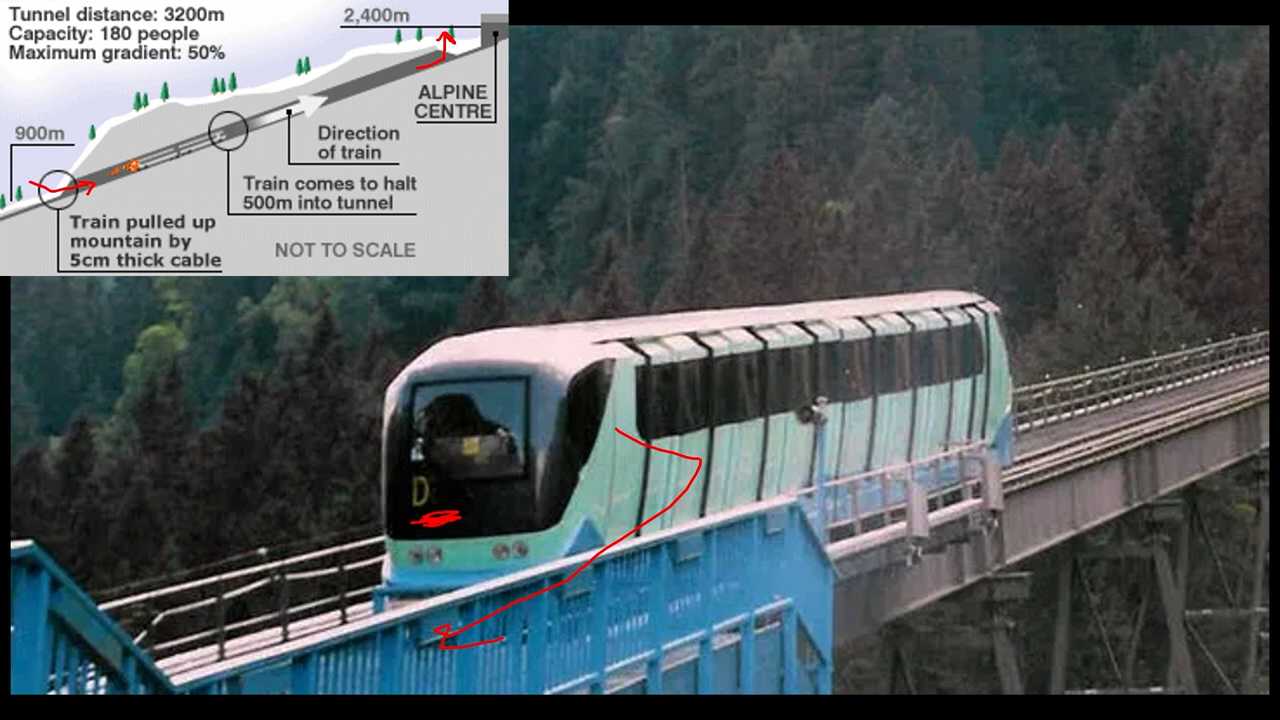 Tunnel distance: 3200m
Capacity: 180 people
Maximum gradient: 50%
2,400m
ALPINE
CENTRE
900m
Direction
of train
Train comes to halt
500m into tunnel
Train pulled up
mountain by
5cm thick cable
NOT TO SCALE
D